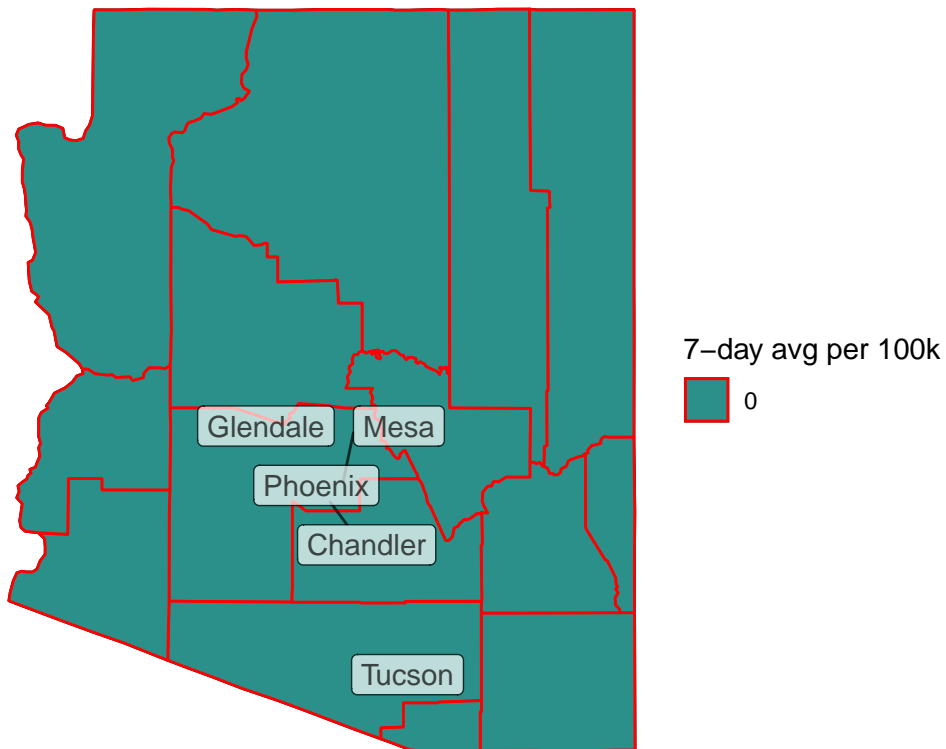 7−day avg per 100k
0
Glendale
Mesa
Phoenix
Chandler
Tucson